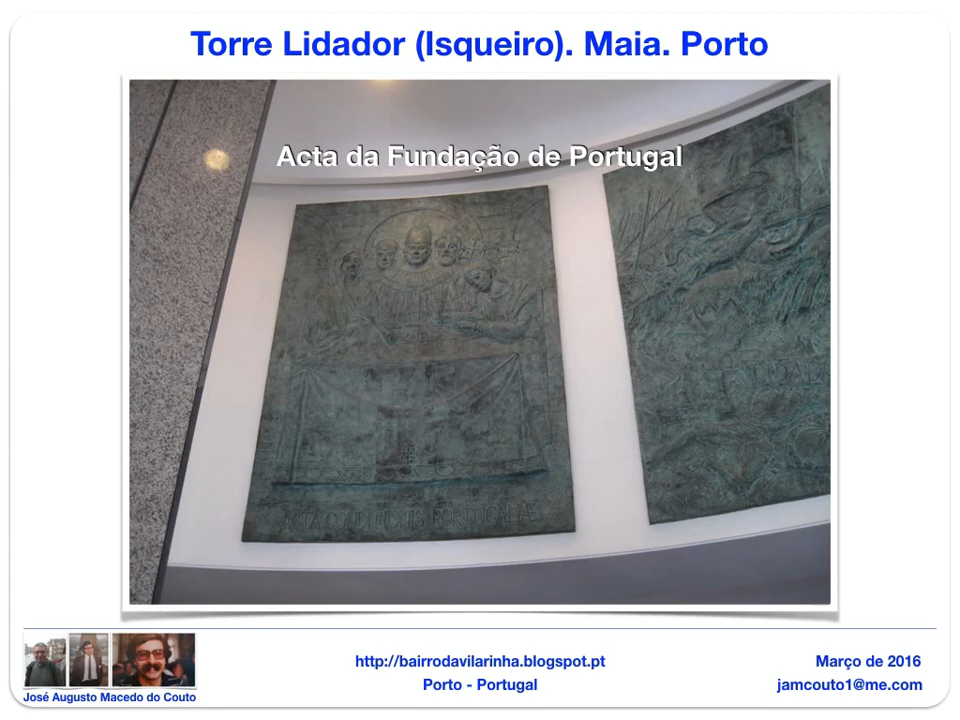 Torre Lidador (Isqueiro). Maia. Porto
Acta da Fundação de Portugal
ACTA CONDITIONIS PORTUGALIAE
http://bairrodavilarinha.blogspot.pt
Março de 2016
Porto - Portugal
jamcouto1@me.com
José Augusto Macedo do Couto